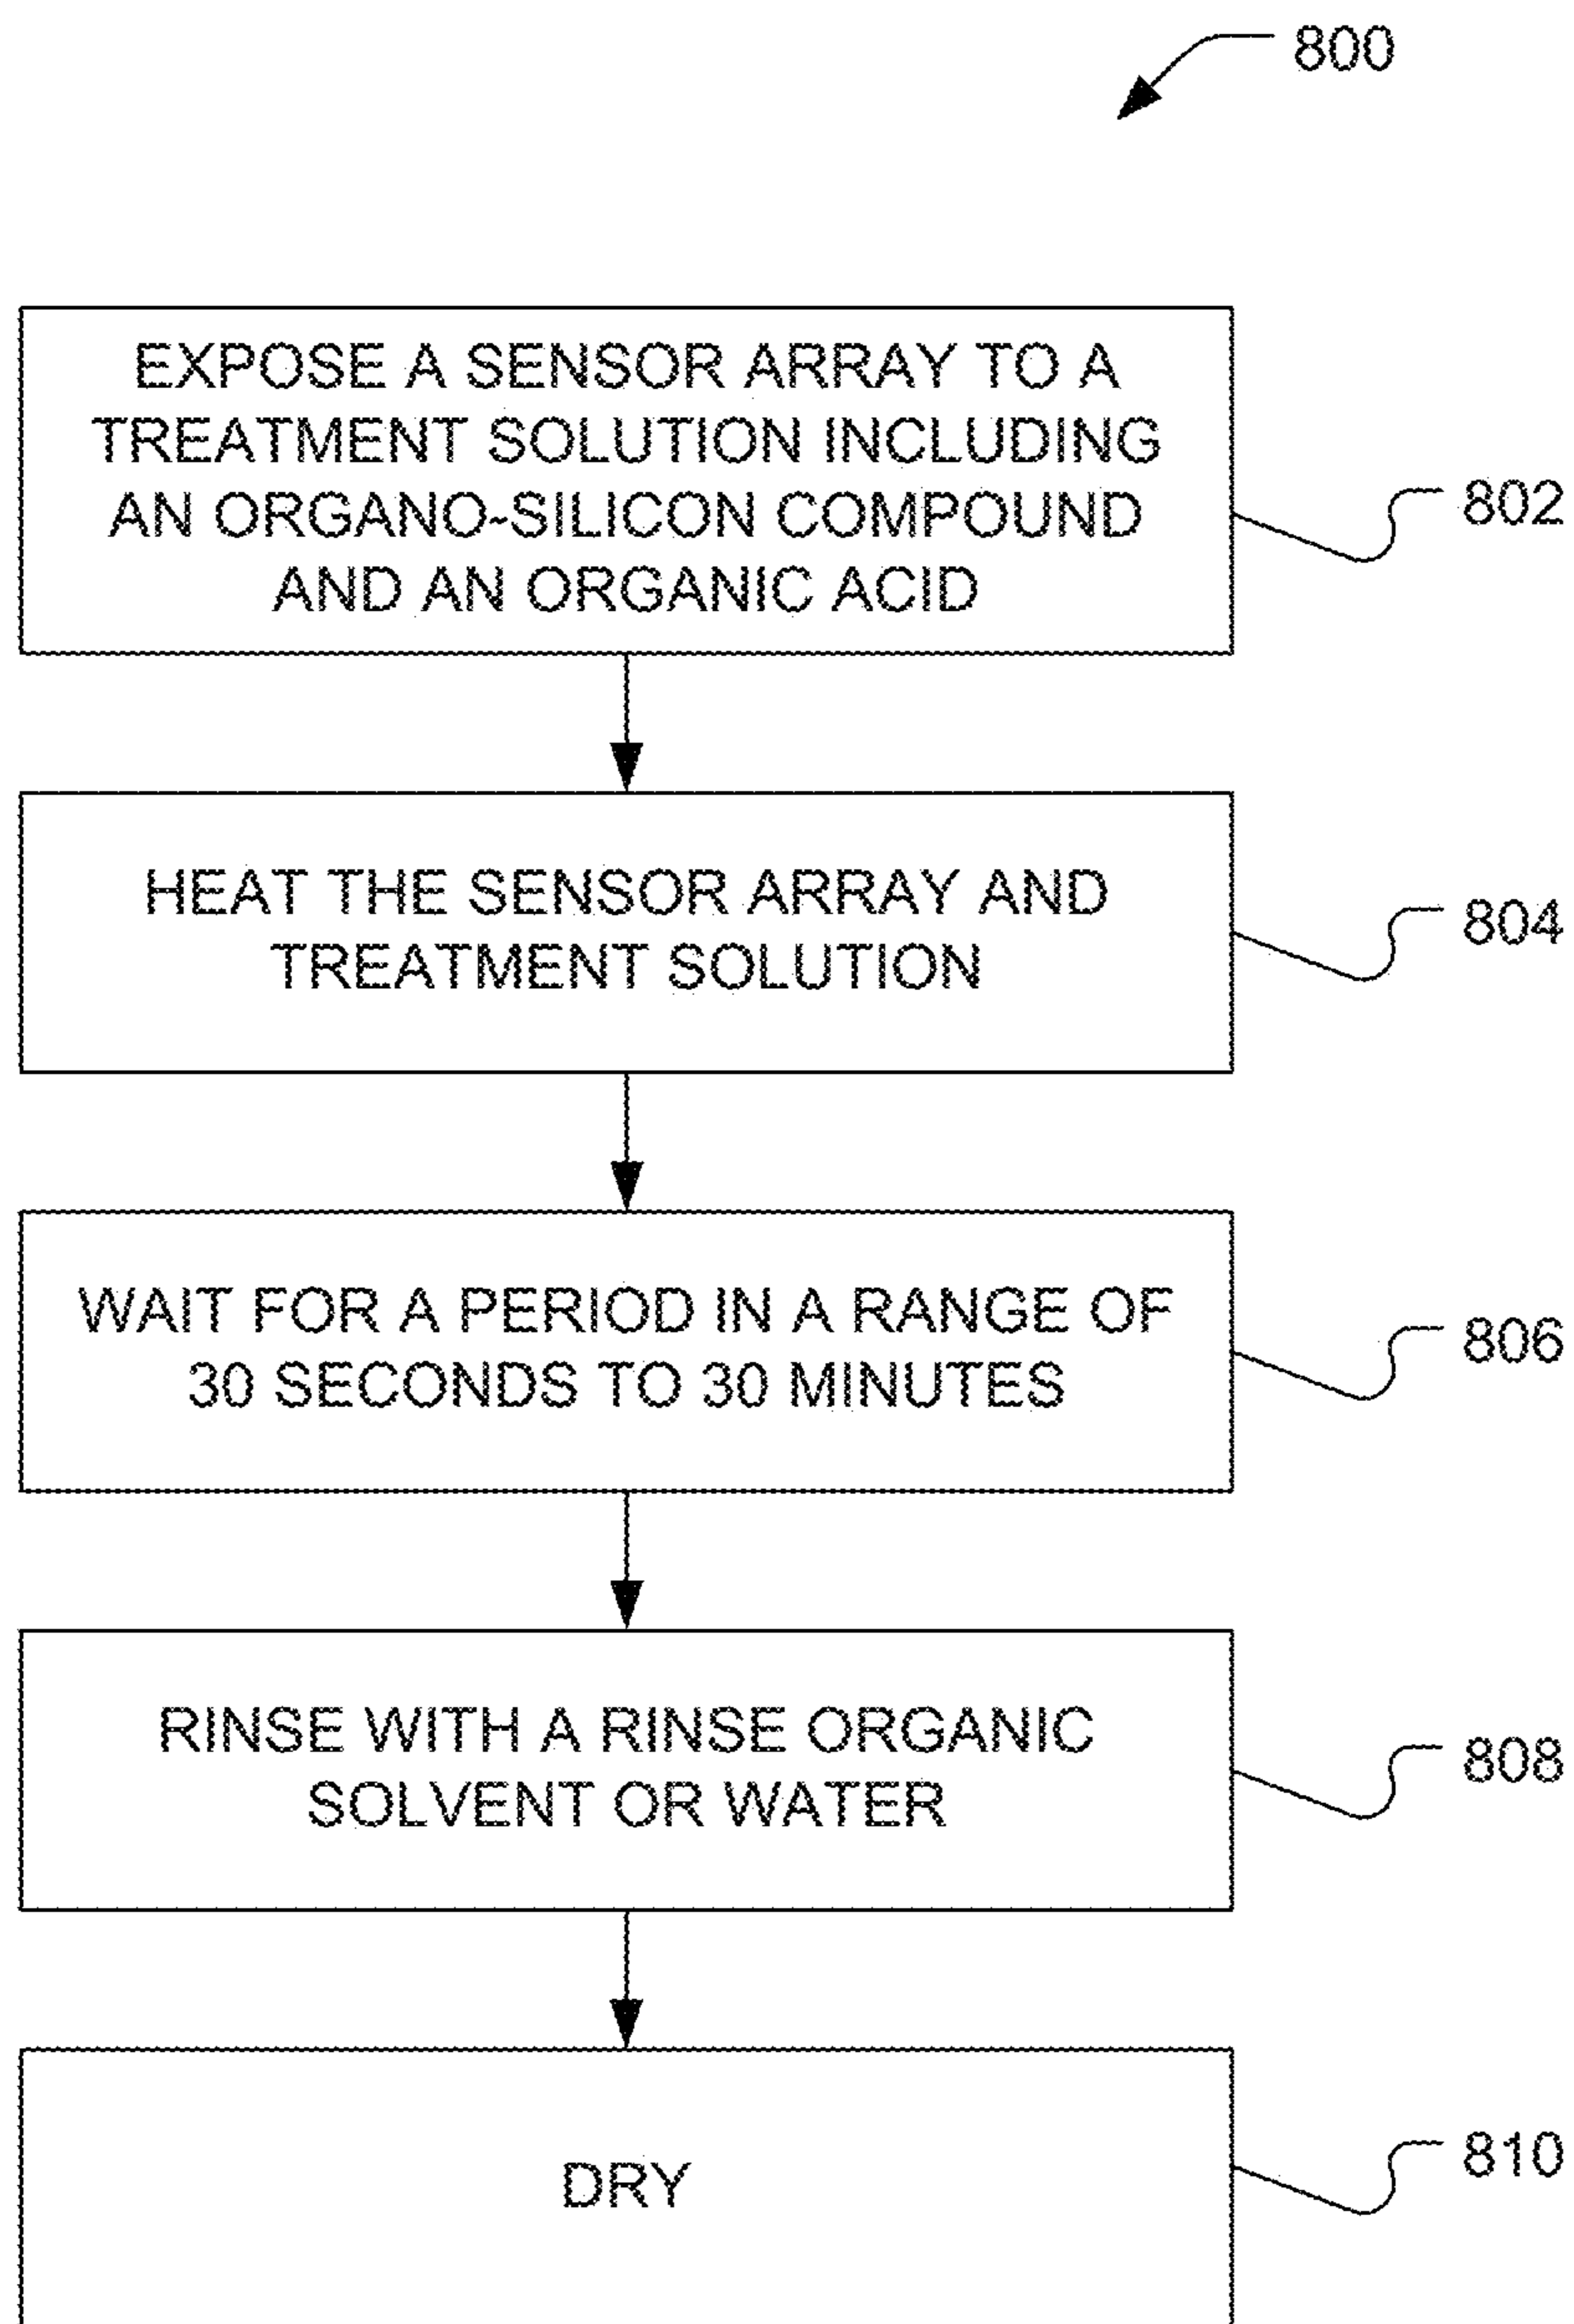 800
EXPOSE A SENSOR ARRAY TO A
TREATMENT SOLUTION INCLUDING
AN ORGANO-SILICON COMPOUND
AND AN ORGANIC ACID
802
HEAT THE SENSOR ARRAY AND
TREATMENT SOLUTION
804
WAIT FOR A PERIOD IN A RANGE OF
30 SECONDS TO 30 MINUTES
806
RINSE WITH A RINSE ORGANIC
SOLVENT OR WATER
808
DRY
810